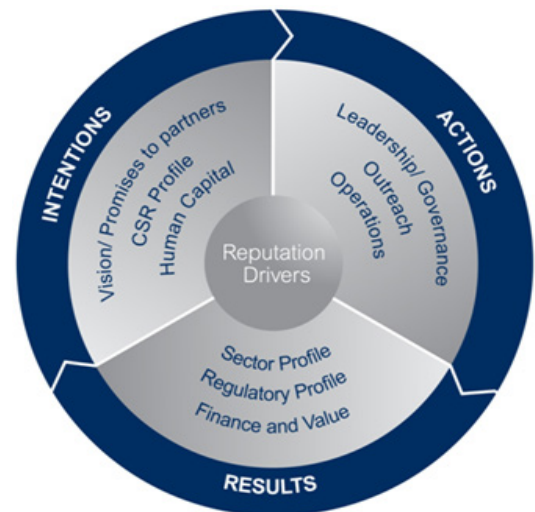 INTENTIONS
Vision/ Promises to partners
CSR Profile
Human Capital
ACTIONS
Leadership/ Governance
Outreach
Operations
Reputation
Drivers
Sector Profile
Regulatory Profile
Finance and Value
RESULTS